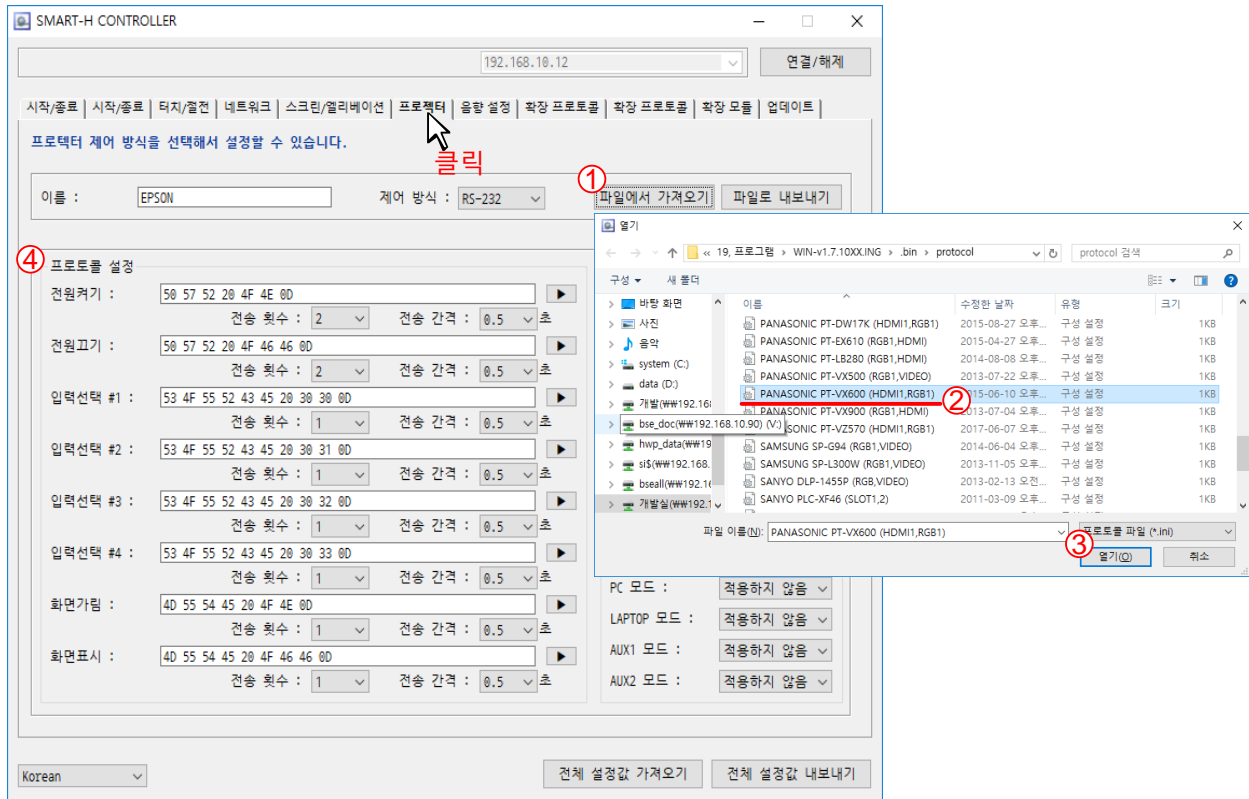 SMART-H CONTROLLER
192.168.10.12
연결/해제
시작/종료 시작/종료 터치/절전 네트워크 스크린/엘리베이션 프로젝터 음향 설정 확장 프로토콜 확장 프로토콜 확장 모듈 업데이트
프로텍터 제어 방식을 선택해서 설정할 수 있습니다.
클릭
이름 : EPSON 제어 방식 : RS-232 ① 파일에서 가져오기 파일로 내보내기
④ 프로토콜 설정
전원켜기 : 50 57 52 20 4F 4E 0D
전송 횟수 : 2 전송 간격 : 0.5 초
전원끄기 : 50 57 52 20 4F 46 46 0D
전송 횟수 : 2 전송 간격 : 0.5 초
입력선택 #1 : 53 4F 55 52 43 45 20 30 30 0D
전송 횟수 : 1 전송 간격 : 0.5 초
입력선택 #2 : 53 4F 55 52 43 45 20 30 31 0D
전송 횟수 : 1 전송 간격 : 0.5 초
입력선택 #3 : 53 4F 55 52 43 45 20 30 32 0D
전송 횟수 : 1 전송 간격 : 0.5 초
입력선택 #4 : 53 4F 55 52 43 45 20 30 33 0D
전송 횟수 : 1 전송 간격 : 0.5 초
화면가림 : 4D 55 54 45 20 4F 4E 0D
전송 횟수 : 1 전송 간격 : 0.5 초
화면표시 : 4D 55 54 45 20 4F 46 46 0D
전송 횟수 : 1 전송 간격 : 0.5 초
PC 모드 : 적용하지 않음
LAPTOP 모드 : 적용하지 않음
AUX1 모드 : 적용하지 않음
AUX2 모드 : 적용하지 않음
Korean
전체 설정값 가져오기 전체 설정값 내보내기
열기
« 19, 프로그램 › WIN-v1.7.10XX.ING › .bin › protocol
protocol 검색
구성 새 폴더
바탕 화면
사진
음악
system (C:)
data (D:)
개발(₩₩192.16
bse_doc(₩₩192.168.10.90) (V:)
hwp_data(₩₩19
si$(₩₩192.168.
bseall(₩₩192.16
개발실(₩₩192.1
이름 수정한 날짜 유형 크기
PANASONIC PT-DW17K (HDMI1,RGB1) 2015-08-27 오후... 구성 설정 1KB
PANASONIC PT-EX610 (RGB1,HDMI) 2015-04-27 오후... 구성 설정 1KB
PANASONIC PT-LB280 (RGB1,HDMI) 2014-08-08 오후... 구성 설정 1KB
PANASONIC PT-VX500 (RGB1,VIDEO) 2013-07-22 오후... 구성 설정 1KB
PANASONIC PT-VX600 (HDMI1,RGB1) ② 2015-06-10 오후... 구성 설정 1KB
PANASONIC PT-VX900 (RGB1,HDMI) 2013-07-04 오후... 구성 설정 1KB
SONIC PT-VZ570 (HDMI1,RGB1) 2017-06-07 오후... 구성 설정 1KB
SAMSUNG SP-G94 (RGB1,VIDEO) 2014-06-04 오후... 구성 설정 1KB
SAMSUNG SP-L300W (RGB1,VIDEO) 2013-11-05 오후... 구성 설정 1KB
SANYO DLP-1455P (RGB,VIDEO) 2013-02-13 오전... 구성 설정 1KB
SANYO PLC-XF46 (SLOT1,2) 2011-03-09 오후... 구성 설정 1KB
파일 이름(N): PANASONIC PT-VX600 (HDMI1,RGB1) 프로토콜 파일 (*.ini)
③ 열기(O) 취소